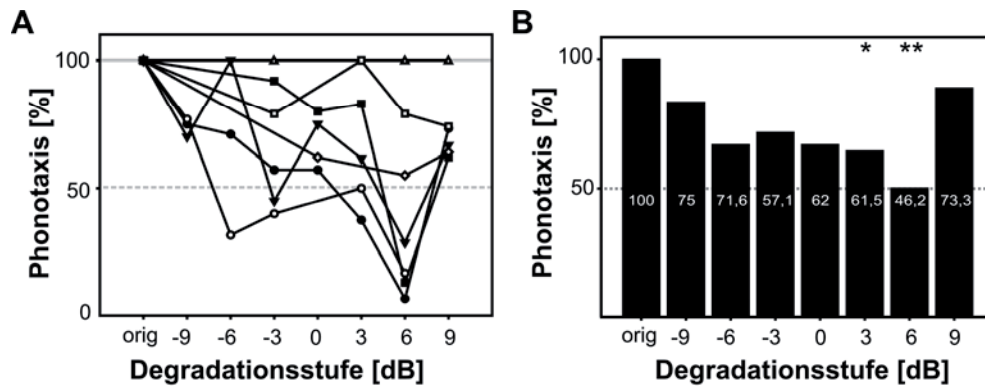 A
Phonotaxis [%]
100
50
0
orig -9 -6 -3 0 3 6 9
Degradationsstufe [dB]
B
Phonotaxis [%]
100
50
* **
100 75 71,6 57,1 62 61,5 46,2 73,3
orig -9 -6 -3 0 3 6 9
Degradationsstufe [dB]